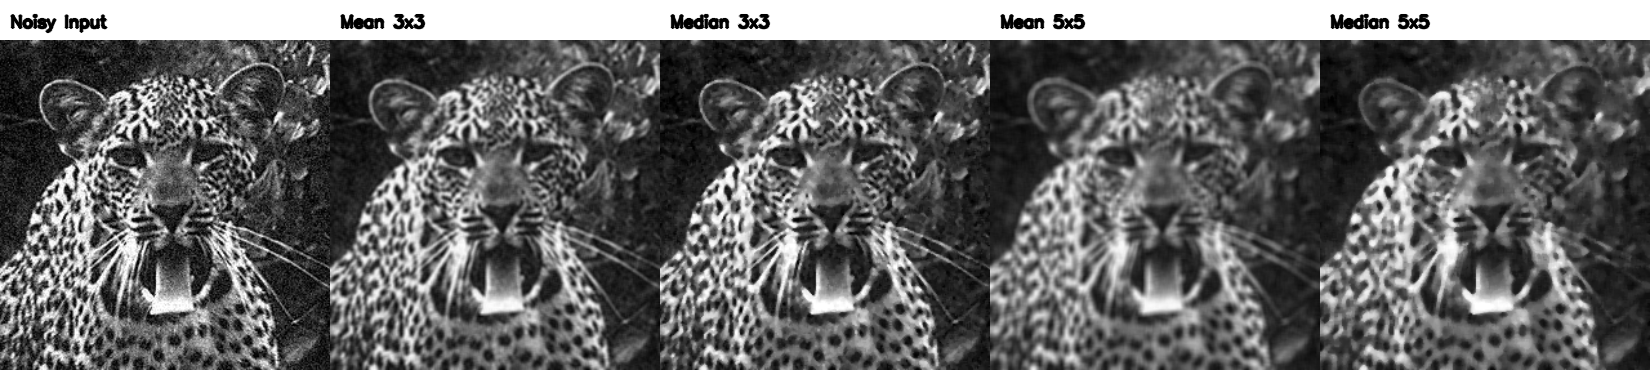 Noisy Input
Mean 3x3
Median 3x3
Mean 5x5
Median 5x5